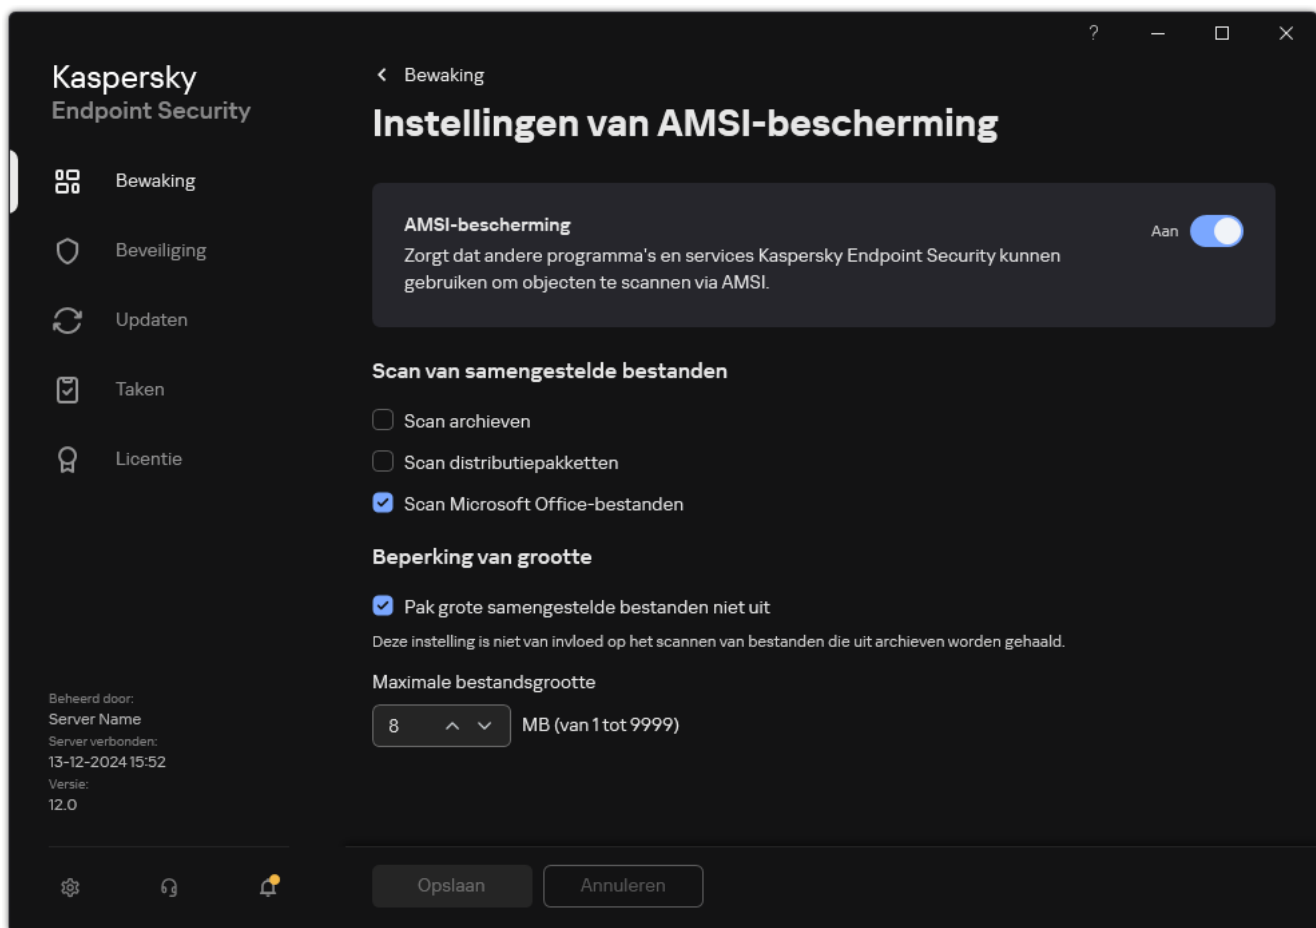 ?
Kaspersky
Endpoint Security
Bewaking
Beveiliging
Updaten
Taken
Licentie
Beheerd door:
Server Name
Server verbonden:
13-12-2024 15:52
Versie:
12.0
Bewaking
Instellingen van AMSI-bescherming
AMSI-bescherming
Zorgt dat andere programma's en services Kaspersky Endpoint Security kunnen
gebruiken om objecten te scannen via AMSI.
Aan
Scan van samengestelde bestanden
Scan archieven
Scan distributiepakketten
Scan Microsoft Office-bestanden
Beperking van grootte
Pak grote samengestelde bestanden niet uit
Deze instelling is niet van invloed op het scannen van bestanden die uit archieven worden gehaald.
Maximale bestandsgrootte
8 MB (van 1 tot 9999)
Opslaan Annuleren